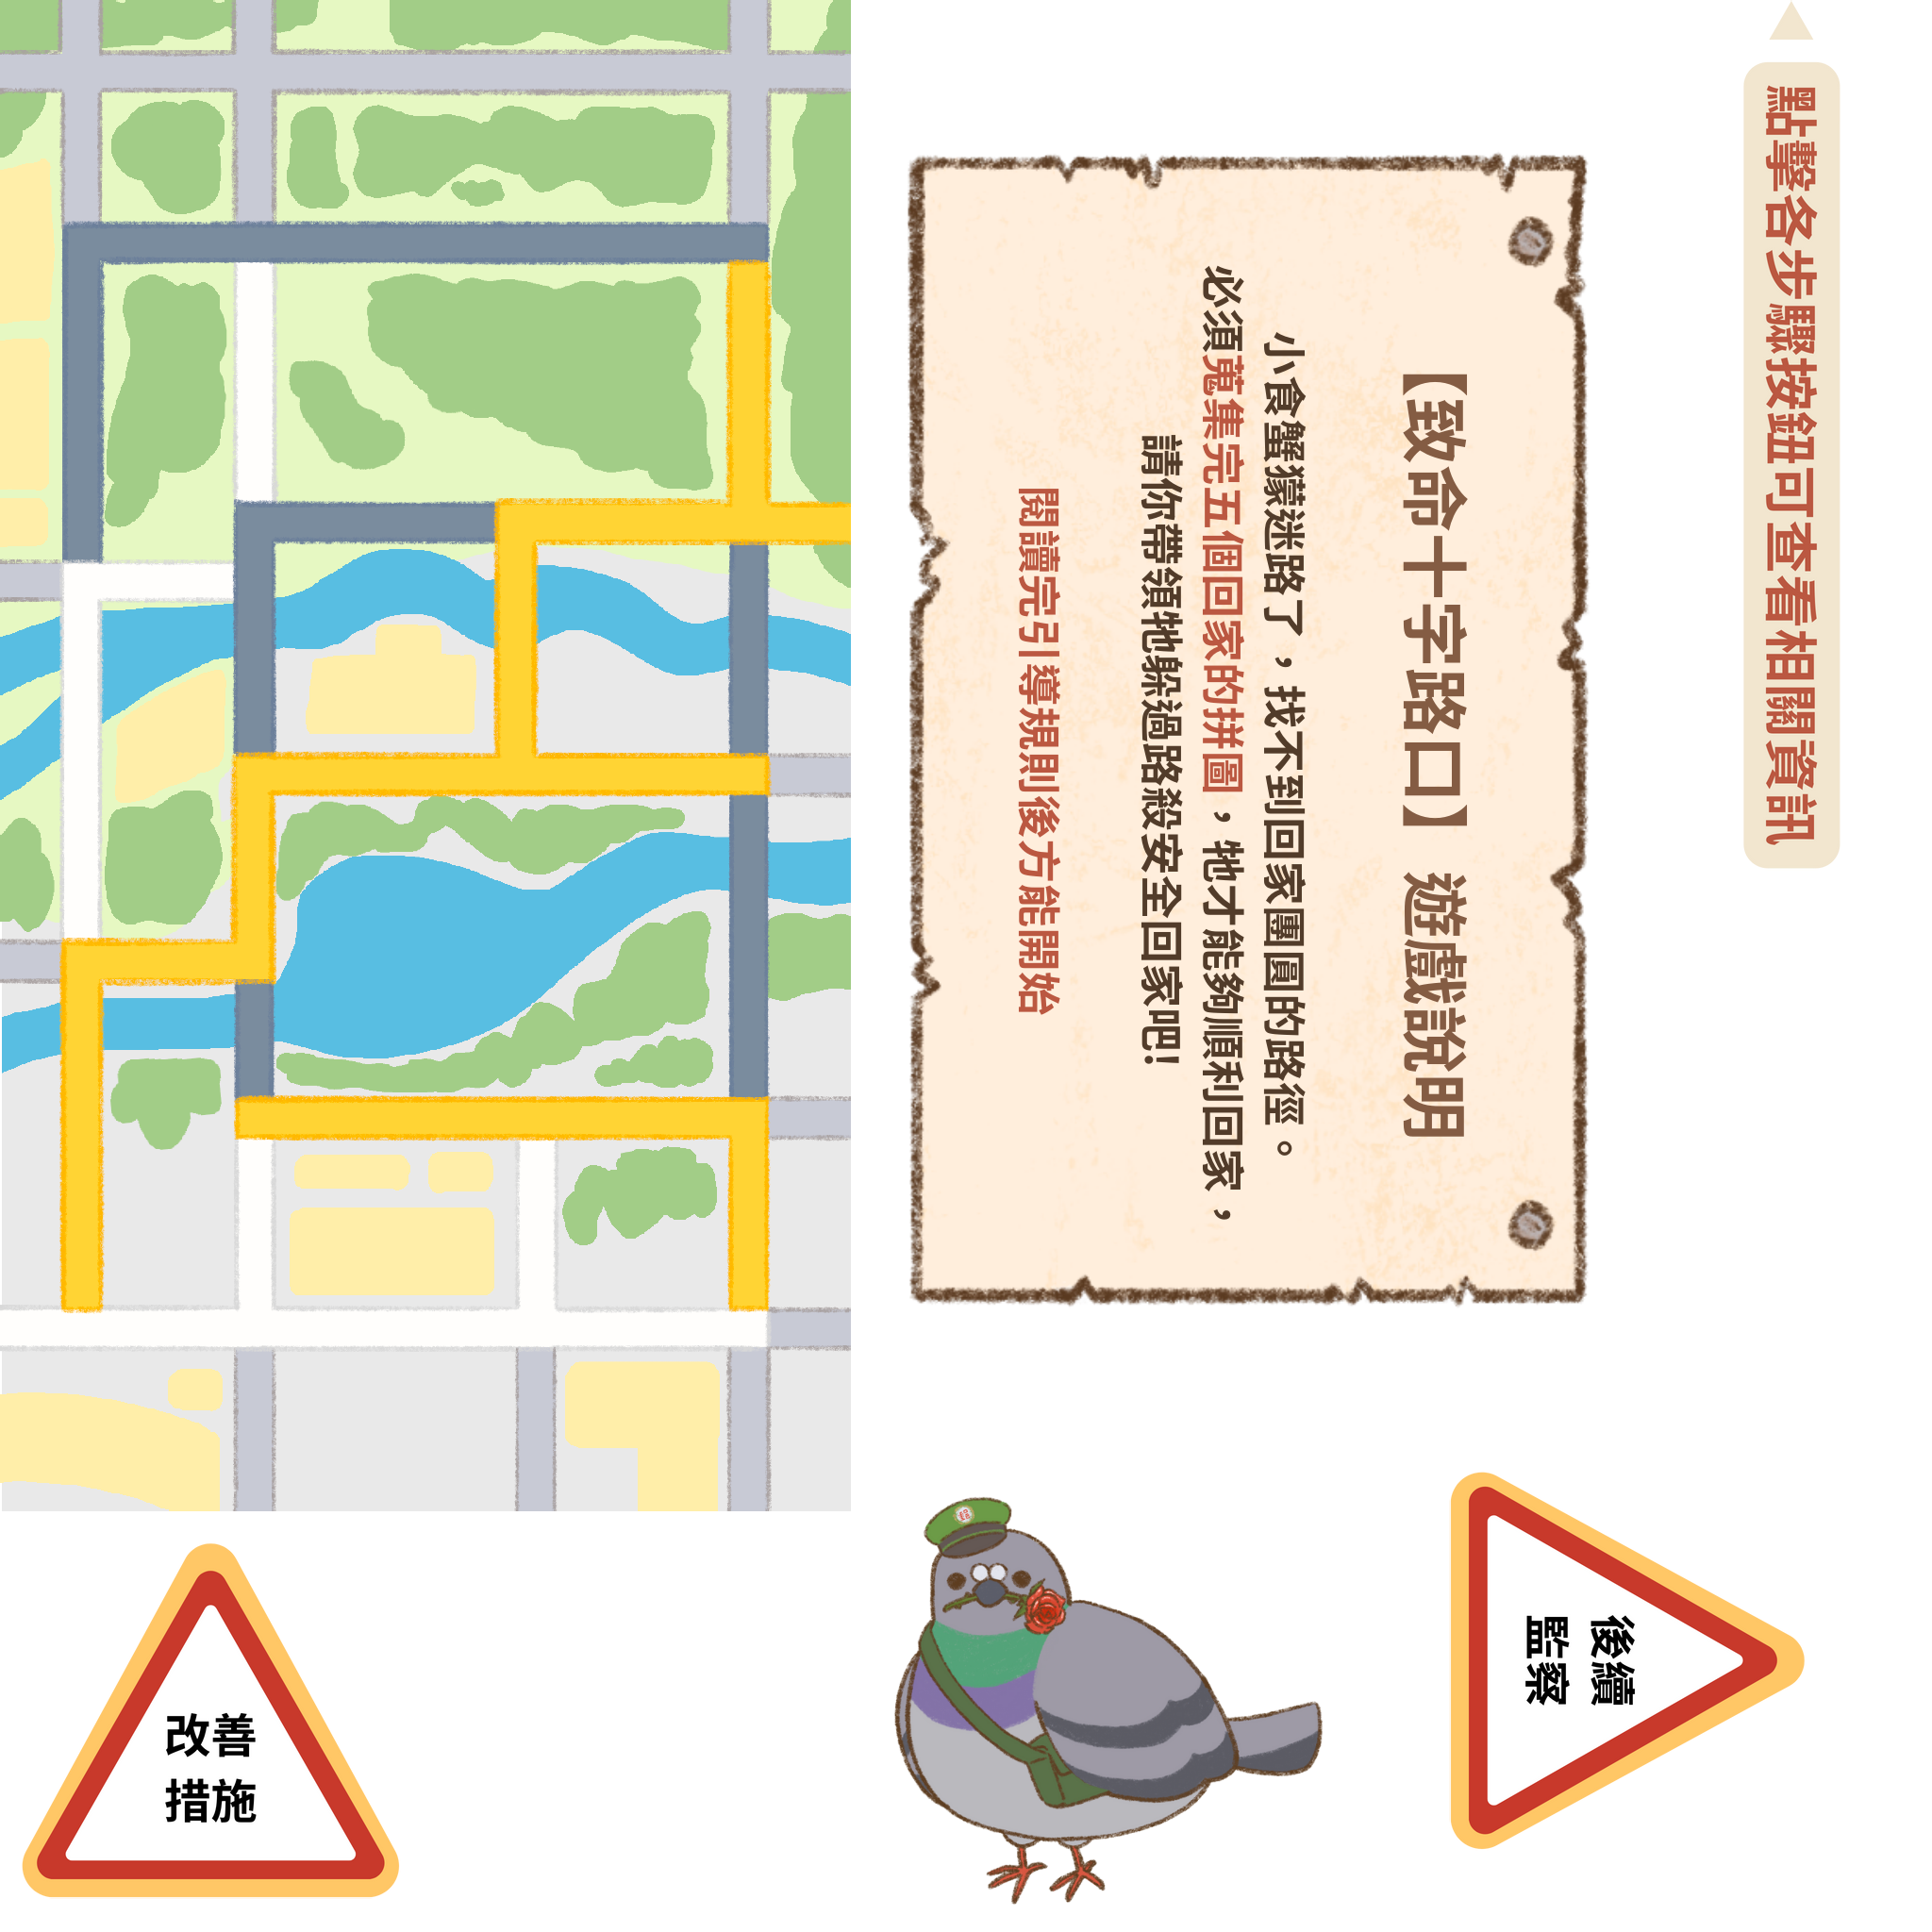 點擊各步驟按鈕可查看相關資訊
【致命十字路口】遊戲說明
小食蟹獴迷路了，找不到回家團圓的路徑。
必須蒐集完五個回家的拼圖，牠才能夠順利回家，
請你帶領牠躲過路殺安全回家吧!
閱讀完引導規則後方能開始
後續
監察
改善
措施